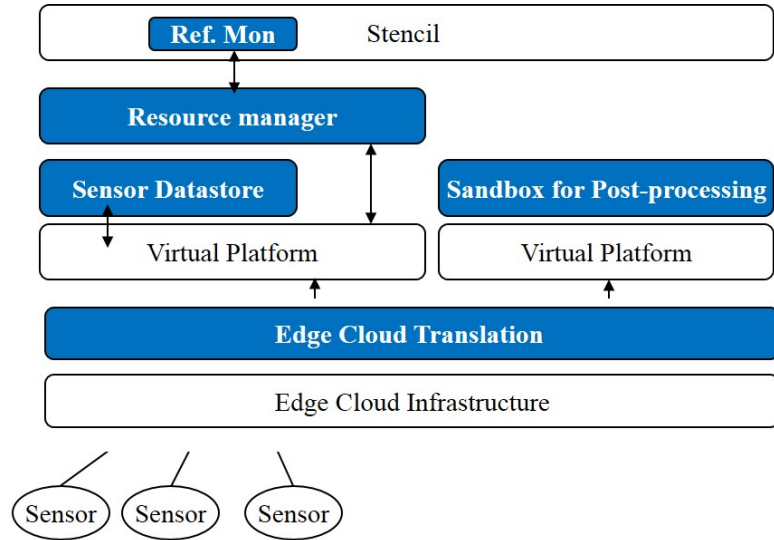 Ref. Mon
Stencil
Resource manager
Sensor Datastore
Sandbox for Post-processing
Virtual Platform
Virtual Platform
Edge Cloud Translation
Edge Cloud Infrastructure
Sensor
Sensor
Sensor